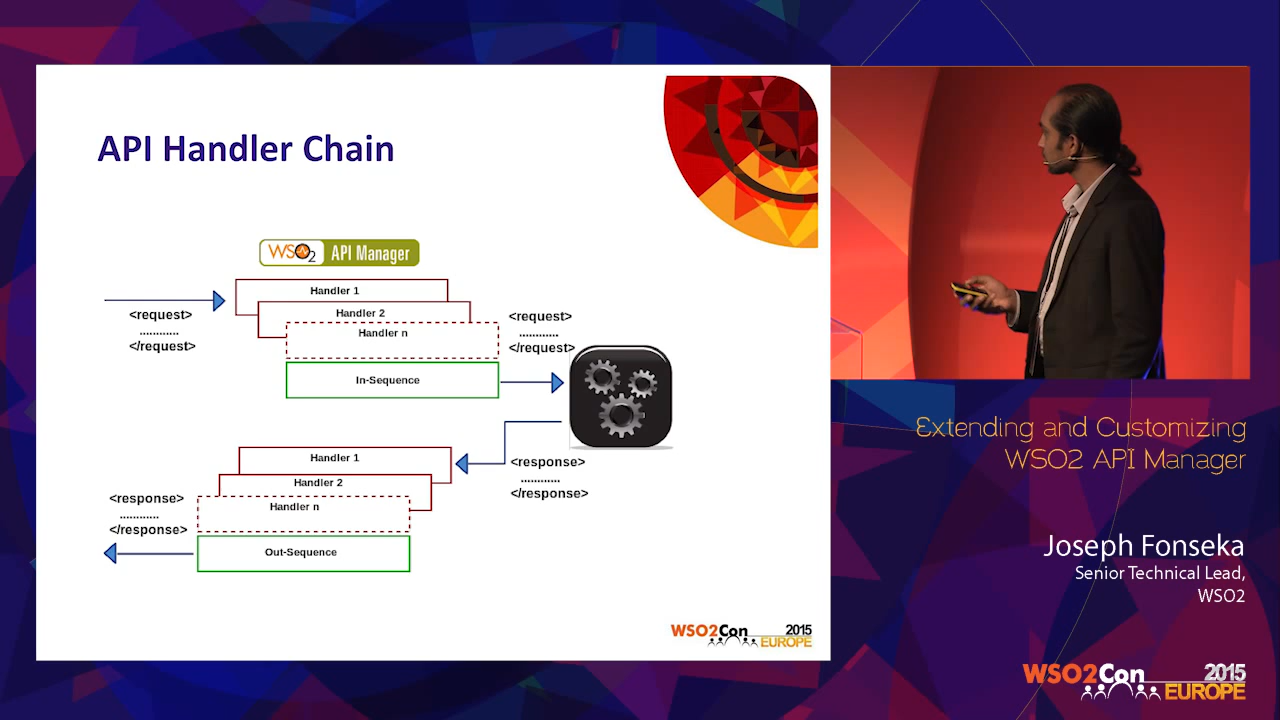 API Handler Chain
WSO2 API Manager
Handler 1
Handler 2
Handler n
In-Sequence
<request>
............
</request>
<request>
............
</request>
Handler 1
Handler 2
Handler n
Out-Sequence
<response>
............
</response>
<response>
............
</response>
WSO2Con 2015
EUROPE
Extending and Customizing
WSO2 API Manager
Joseph Fonseka
Senior Technical Lead,
WSO2
WSO2Con 2015
EUROPE